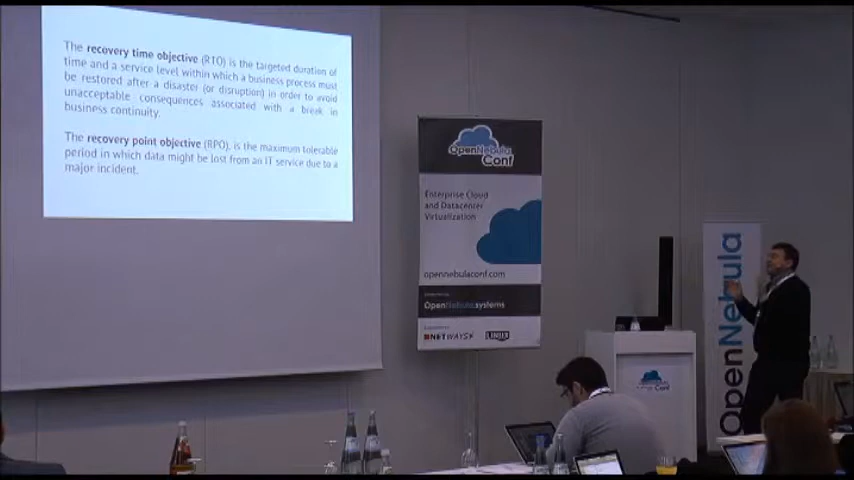 The recovery time objective (RTO) is the targeted duration of
time and a service level within which a business process must
be restored after a disaster (or disruption) in order to avoid
unacceptable consequences associated with a break in
business continuity.
The recovery point objective (RPO), is the maximum tolerable
period in which data might be lost from an IT service due to a
major incident.
OpenNebula
Conf
Enterprise Cloud
and Datacenter
Virtualization
opennebulaconf.com
OpenNebula.systems
NETWAYS
LINUX
OpenNebula
Conf